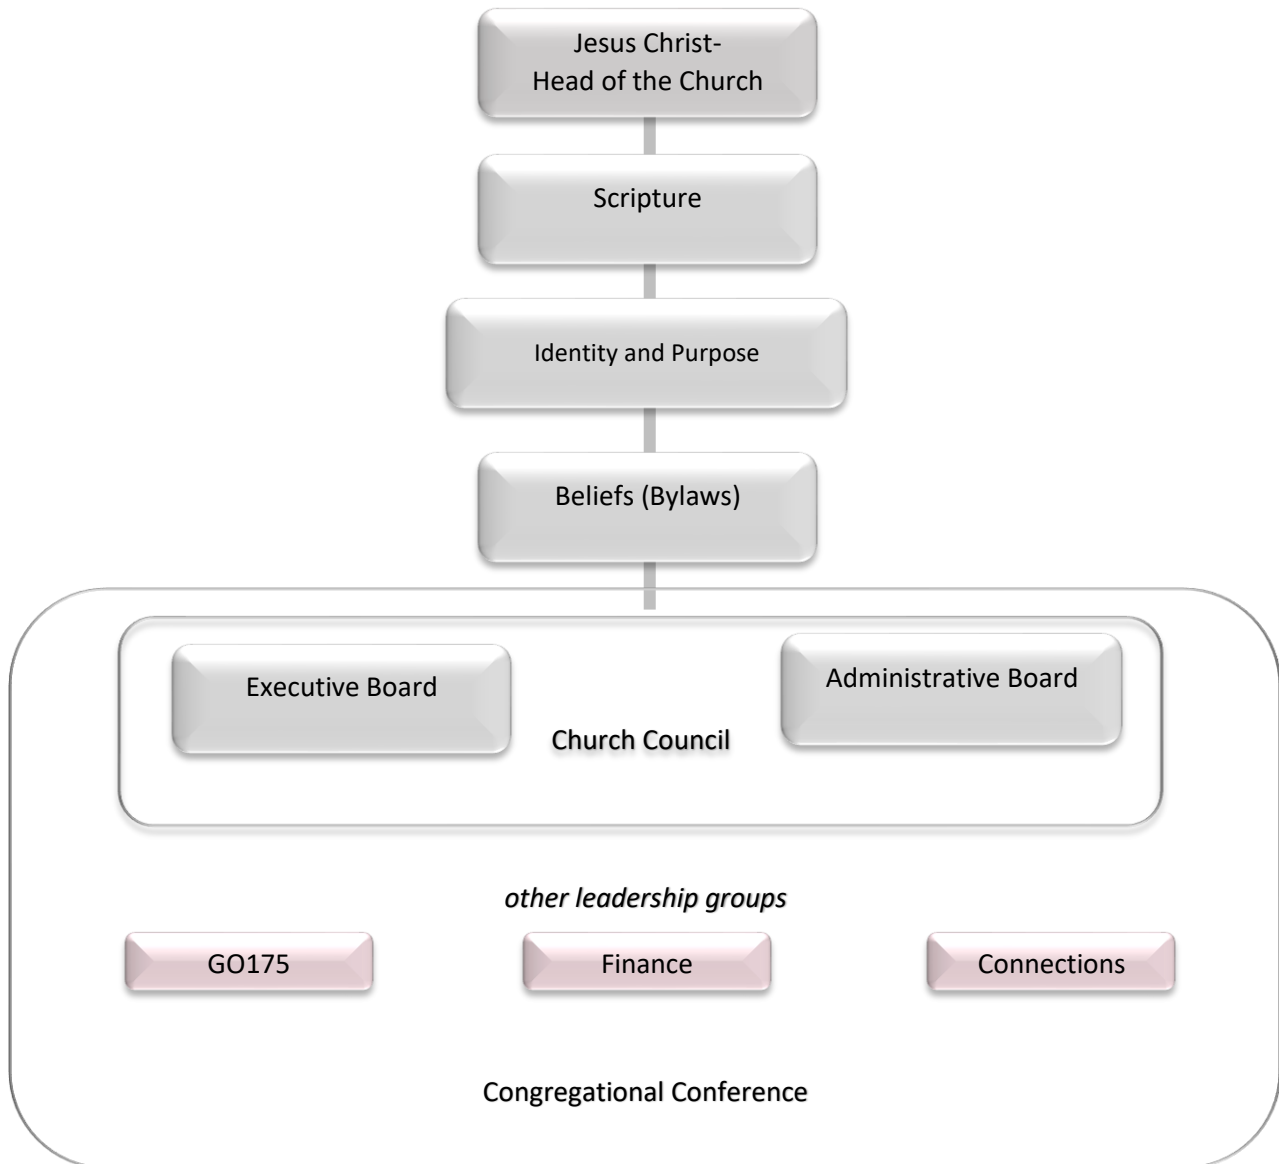 Jesus Christ-
Head of the Church
Scripture
Identity and Purpose
Beliefs (Bylaws)
Executive Board
Administrative Board
Church Council
other leadership groups
GO175
Finance
Connections
Congregational Conference